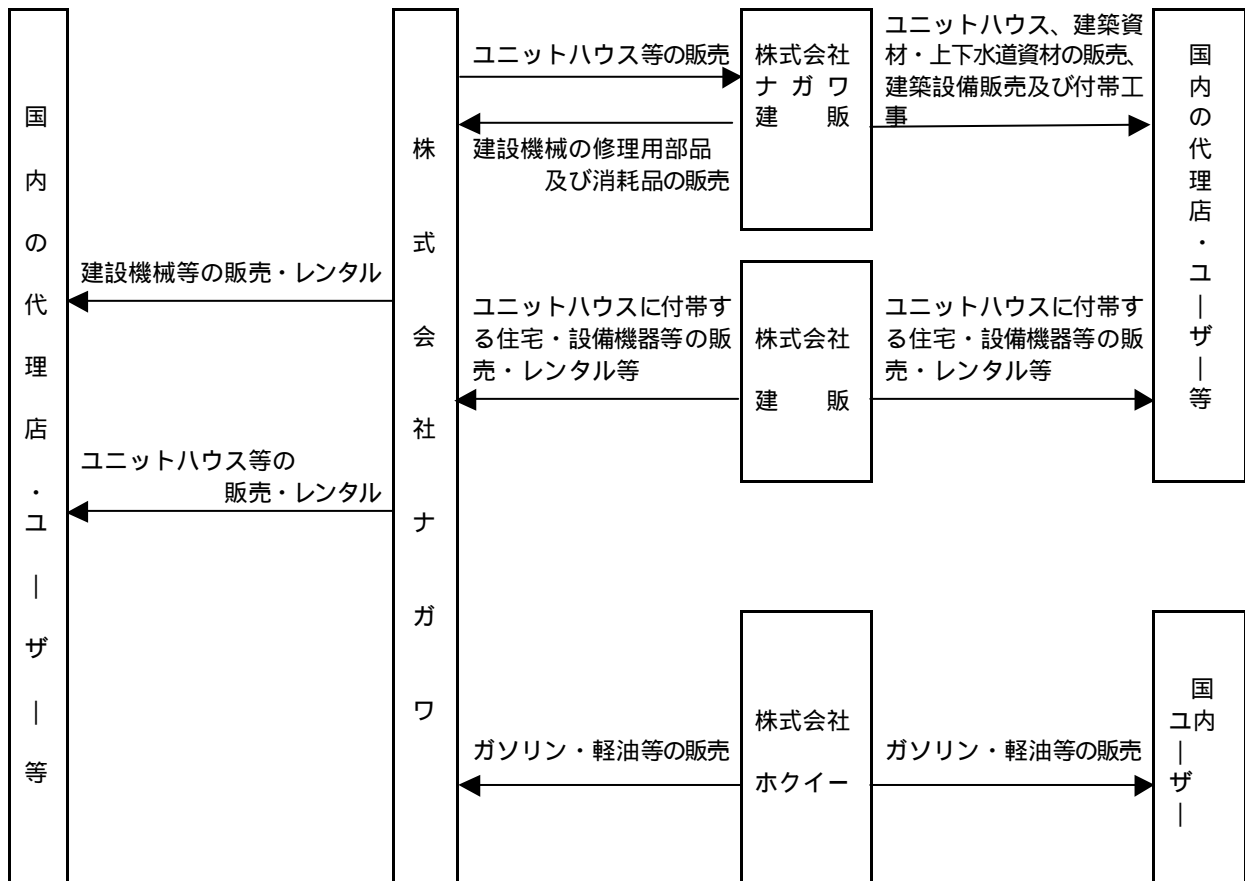 国内の代理店・ユーザー等
建設機械等の販売・レンタル
ユニットハウス等の
販売・レンタル
株式会社ナガワ
ユニットハウス等の販売
建設機械の修理用部品
及び消耗品の販売
ユニットハウスに付帯す
る住宅・設備機器等の販
売・レンタル等
ガソリン・軽油等の販売
株式会社
ナガワ
建販
株式会社
建販
株式会社
ホクイー
ユニットハウス、建築資
材・上下水道資材の販売、
建築設備販売及び付帯工
事
ユニットハウスに付帯す
る住宅・設備機器等の販
売・レンタル等
ガソリン・軽油等の販売
国内の代理店・ユーザー等
国内
ユーザー